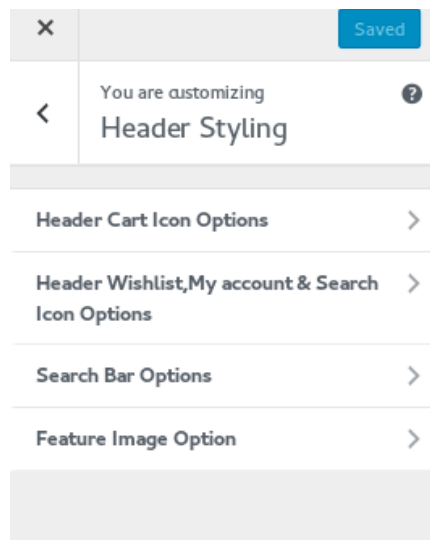 Saved
You are customizing
Header Styling
Header Cart Icon Options
Header Wishlist,My account & Search
Icon Options
Search Bar Options
Feature Image Option